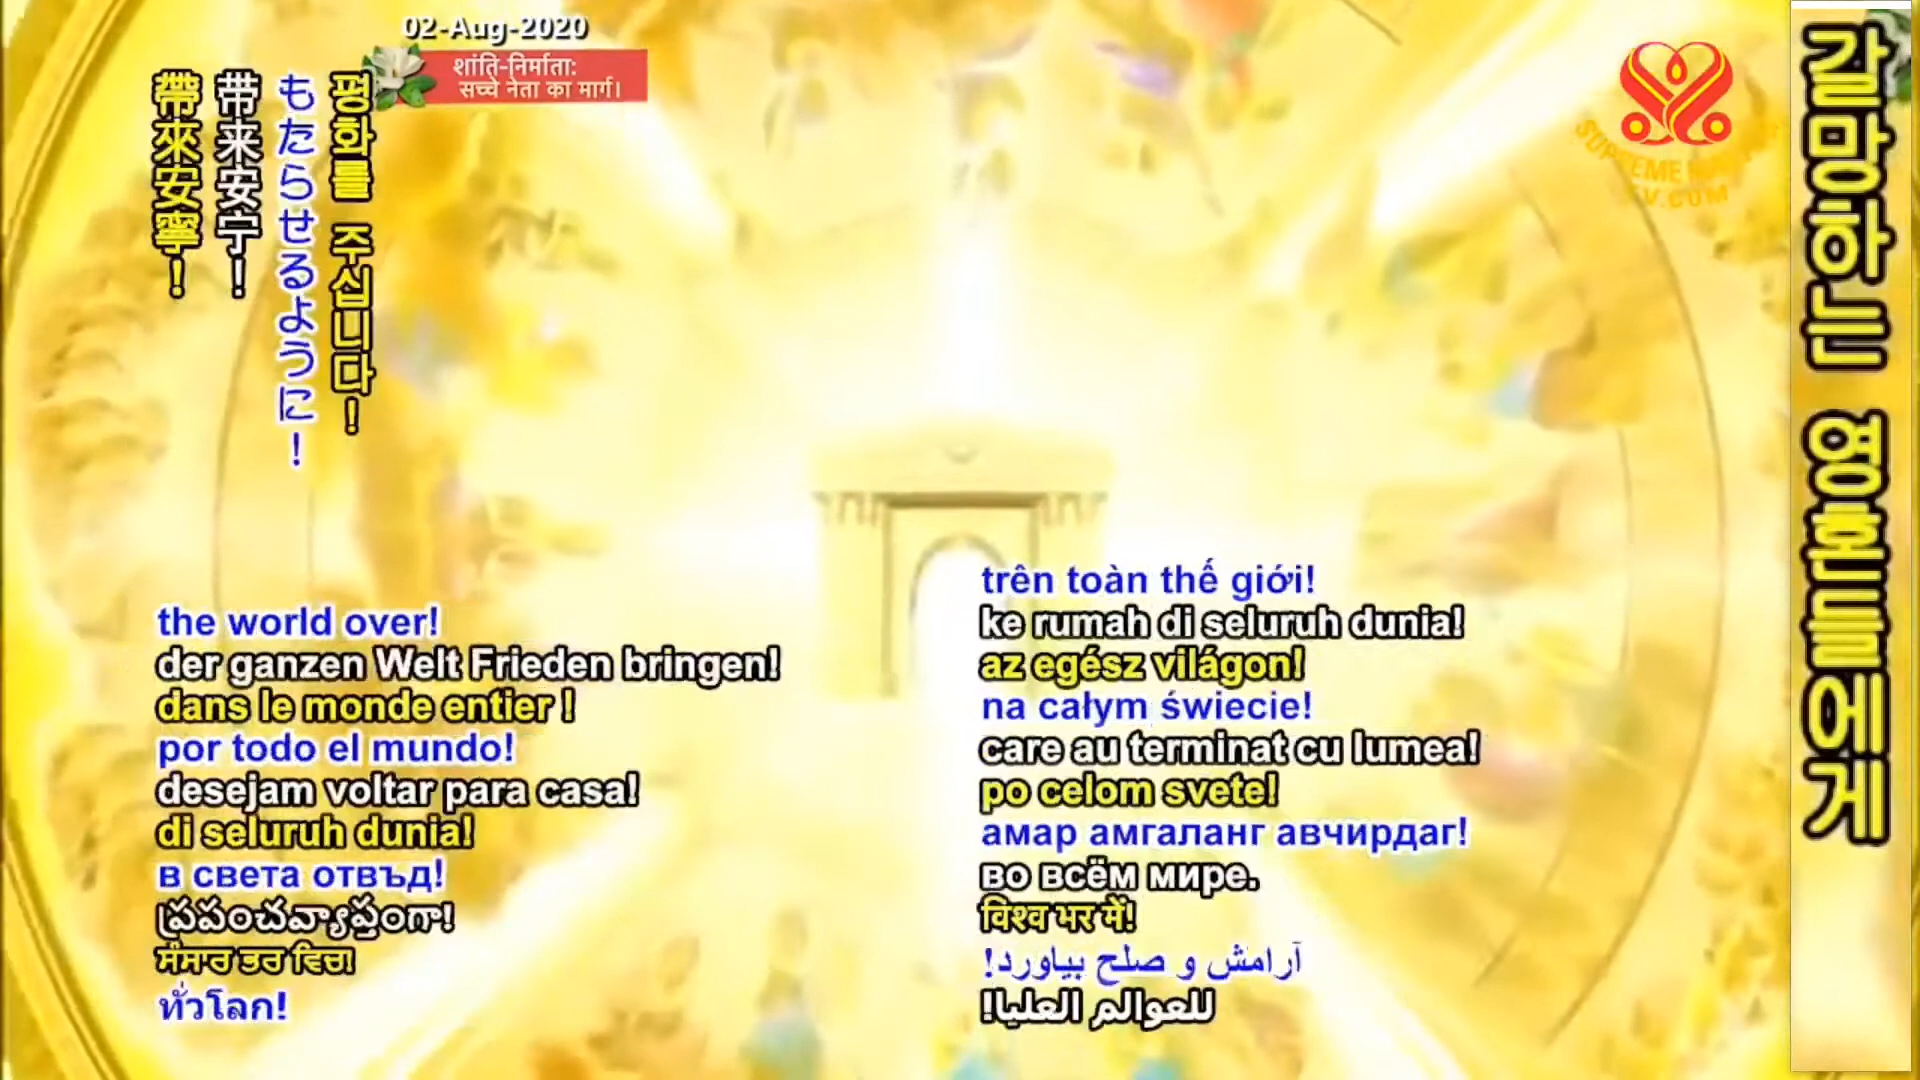 02-Aug-2020
शांति-निर्माता:
सच्चे नेता का मार्ग।
SUPREME MASTER
TV.COM
갈망하는 영혼들에게
평화를 주십니다!
もたらせるように!
带来安宁!
帶來安寧!
the world over!
der ganzen Welt Frieden bringen!
dans le monde entier !
por todo el mundo!
desejam voltar para casa!
di seluruh dunia!
в света отвъд!
ప్రపంచవ్యాప్తంగా!
ਸੰਸਾਰ ਭਰ ਵਿਚ!
ทั่วโลก!
trên toàn thế giới!
ke rumah di seluruh dunia!
az egész világon!
na całym świecie!
care au terminat cu lumea!
po celom svete!
амар амгаланг авчирдаг!
во всём мире.
विश्व भर में!
آرامش و صلح بیاورد!
للعوالم العليا!